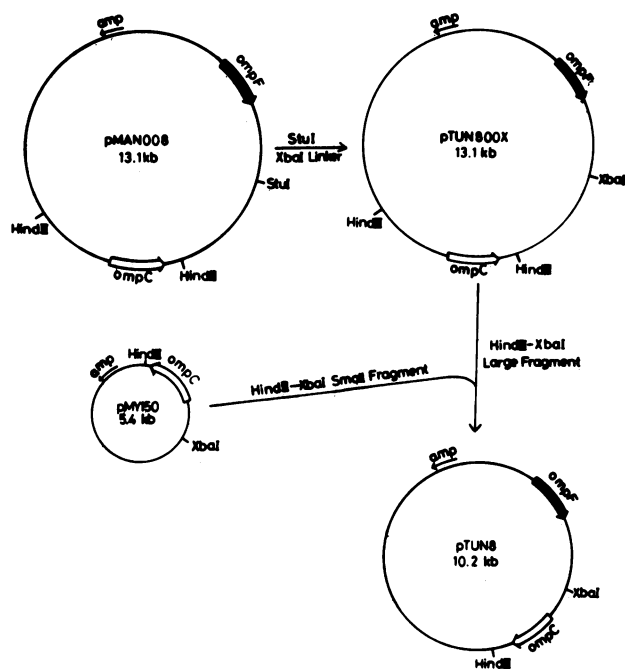 amp
ompF
pMAN008
13.1kb
StuI
HindIII
ompC
HindIII
StuI
XbaI Linker
amp
ompF
pTUN800X
13.1 kb
XbaI
HindIII
ompC
HindIII
HindIII-XbaI
Large Fragment
HindIII-XbaI Small Fragment
amp
HindIII
ompC
pMY150
5.4 kb
XbaI
amp
ompF
pTUN8
10.2 kb
XbaI
ompC
HindIII